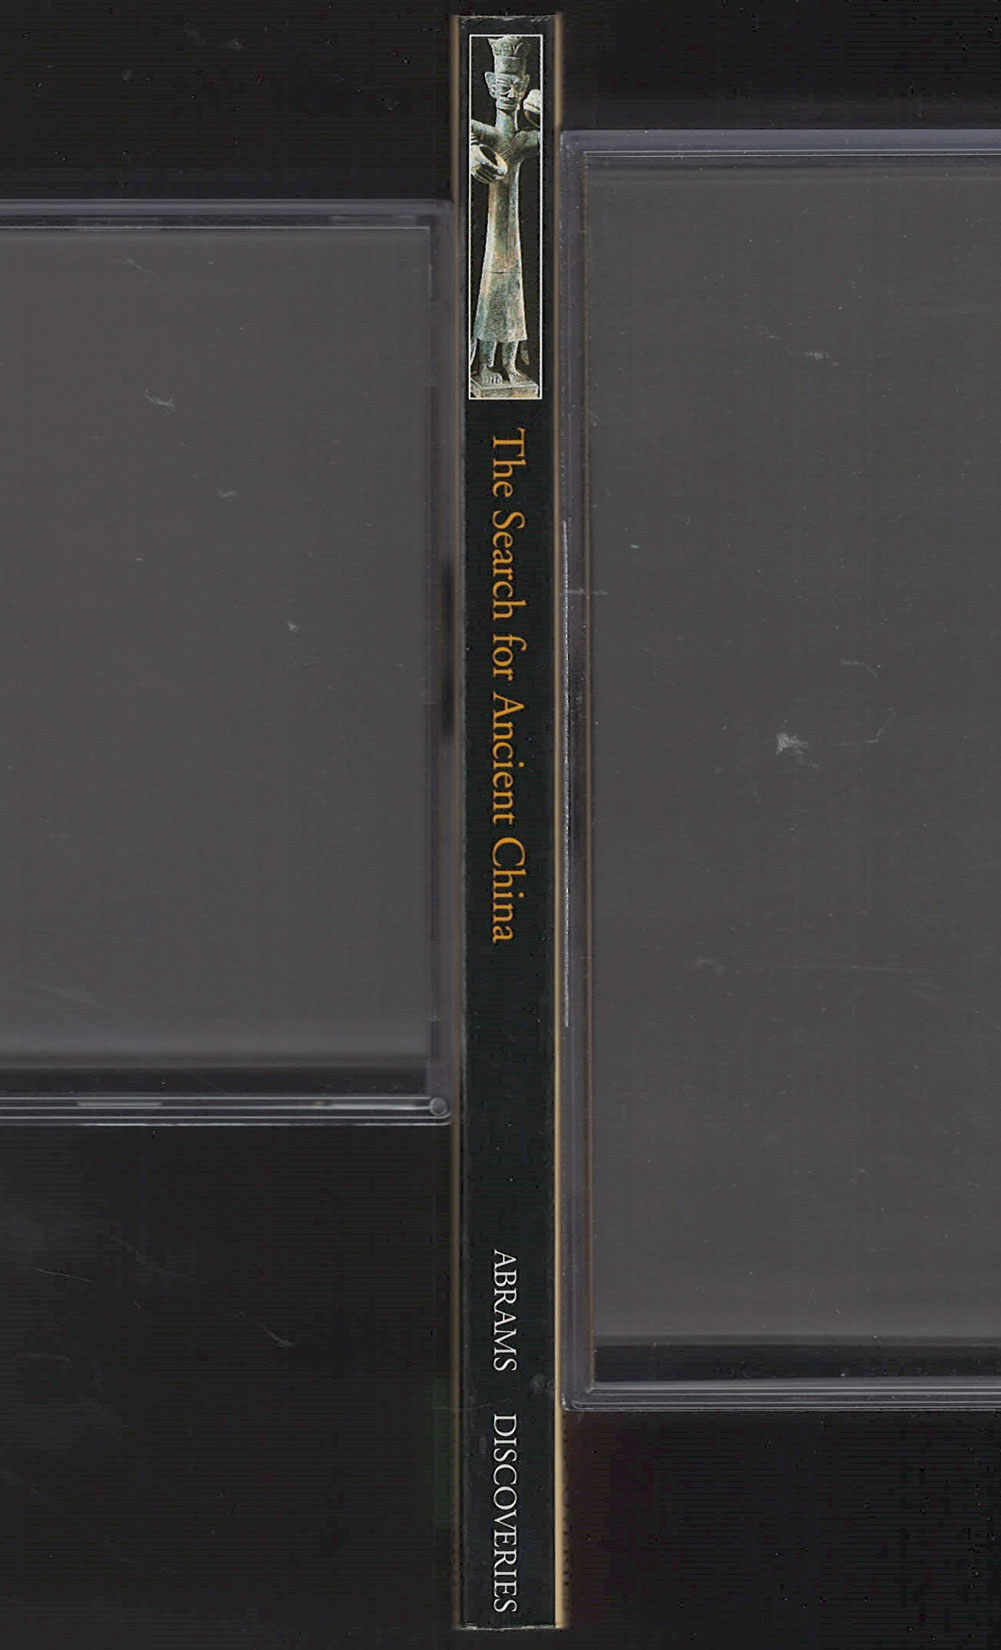 The Search for Ancient China
ABRAMS DISCOVERIES